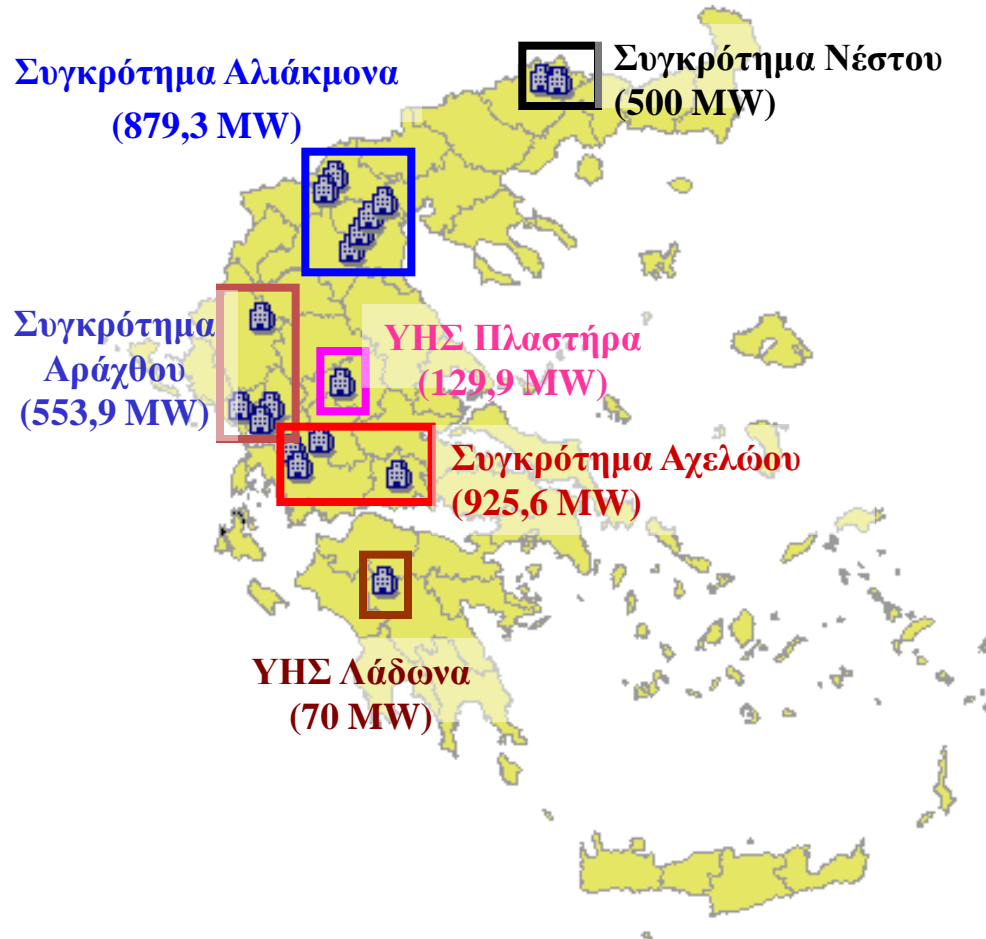 Συγκρότημα Νέστου
(500 MW)
Συγκρότημα Αλιάκμονα
(879,3 MW)
Συγκρότημα
Αράχθου
(553,9 MW)
ΥΗΣ Πλαστήρα
(129,9 MW)
Συγκρότημα Αχελώου
(925,6 MW)
ΥΗΣ Λάδωνα
(70 MW)